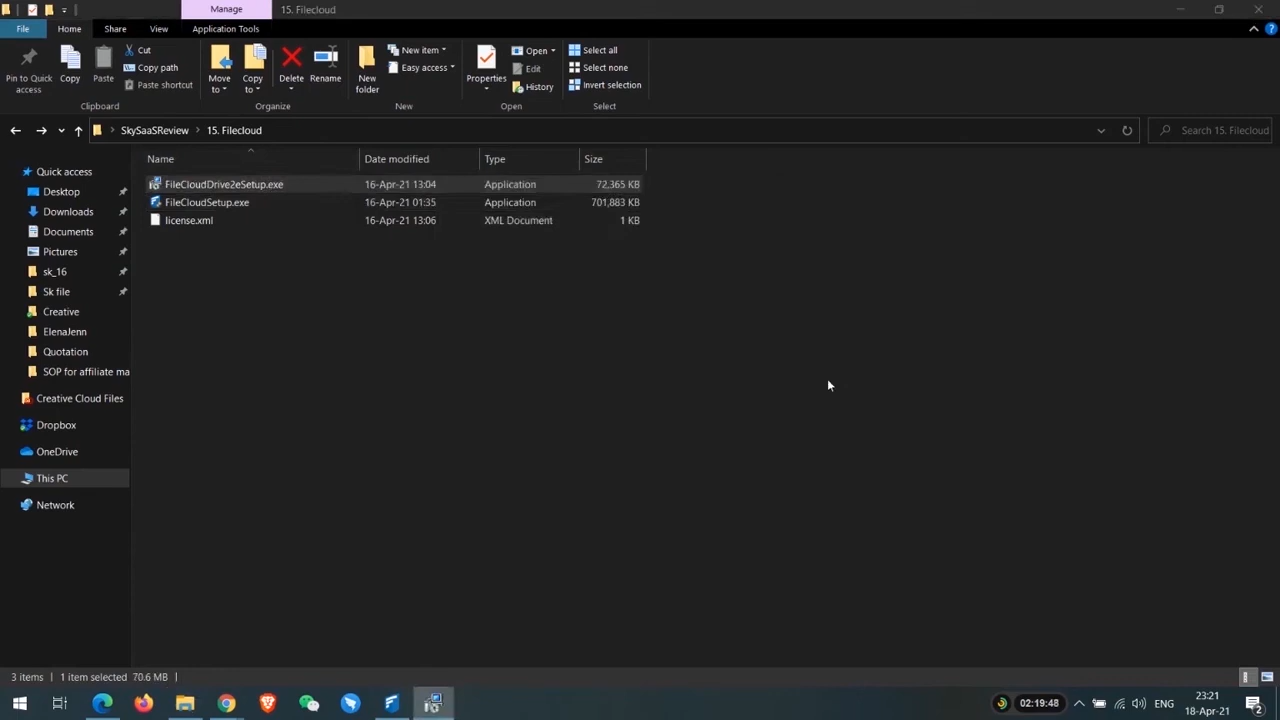 Manage
15. Filecloud
File
Home
Share
View
Application Tools
Pin to Quick
access
Copy
Paste
Cut
Copy path
Paste shortcut
Clipboard
Move
to
Copy
to
Delete
Rename
Organize
New
folder
New item
Easy access
New
Properties
Open
Edit
History
Open
Select all
Select none
Invert selection
Select
SkySaaSReview
15. Filecloud
Search 15. Filecloud
Name
Date modified
Type
Size
FileCloudDrive2eSetup.exe 16-Apr-21 13:04 Application 72,365 KB
FileCloudSetup.exe 16-Apr-21 01:35 Application 701,883 KB
license.xml 16-Apr-21 13:06 XML Document 1 KB
Quick access
Desktop
Downloads
Documents
Pictures
sk_16
Sk file
Creative
ElenaJenn
Quotation
SOP for affiliate ma
Creative Cloud Files
Dropbox
OneDrive
This PC
Network
3 items
1 item selected 70.6 MB
02:19:48
ENG
23:21
18-Apr-21
2